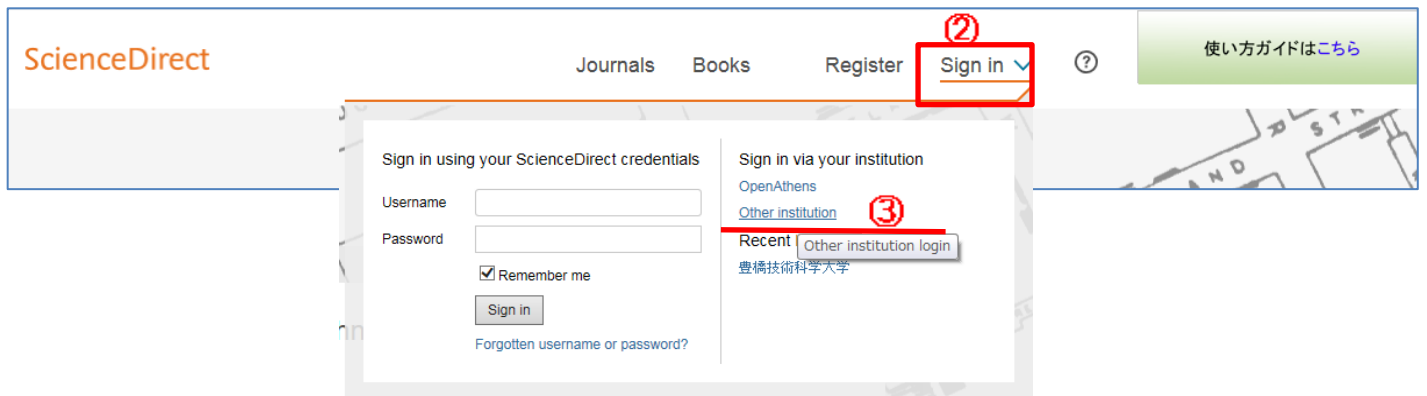 ②
ScienceDirect
Journals
Books
Register
Sign in
?
使い方ガイドはこちら
Sign in using your ScienceDirect credentials
Username
Password
Remember me
Sign in
Forgotten username or password?
Sign in via your institution
OpenAthens
Other institution
③
Recent
Other institution login
豊橋技術科学大学